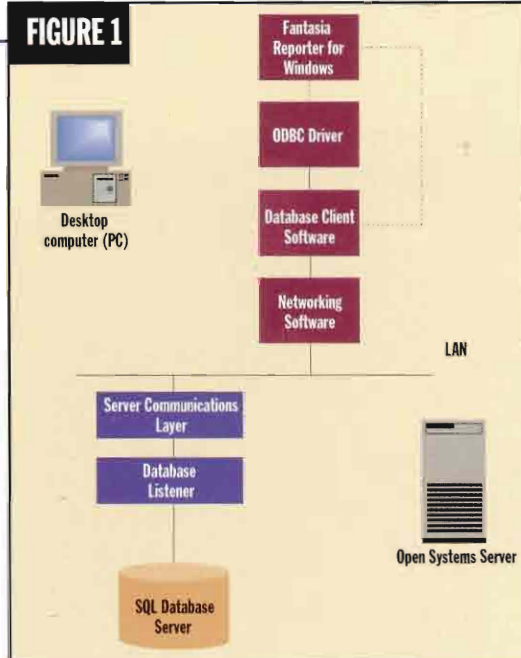 FIGURE 1
Fantasia
Reporter for
Windows
ODBC Driver
Desktop
computer (PC)
Database Client
Software
Networking
Software
LAN
Server Communications
Layer
Database
Listener
Open Systems Server
SQL Database
Server